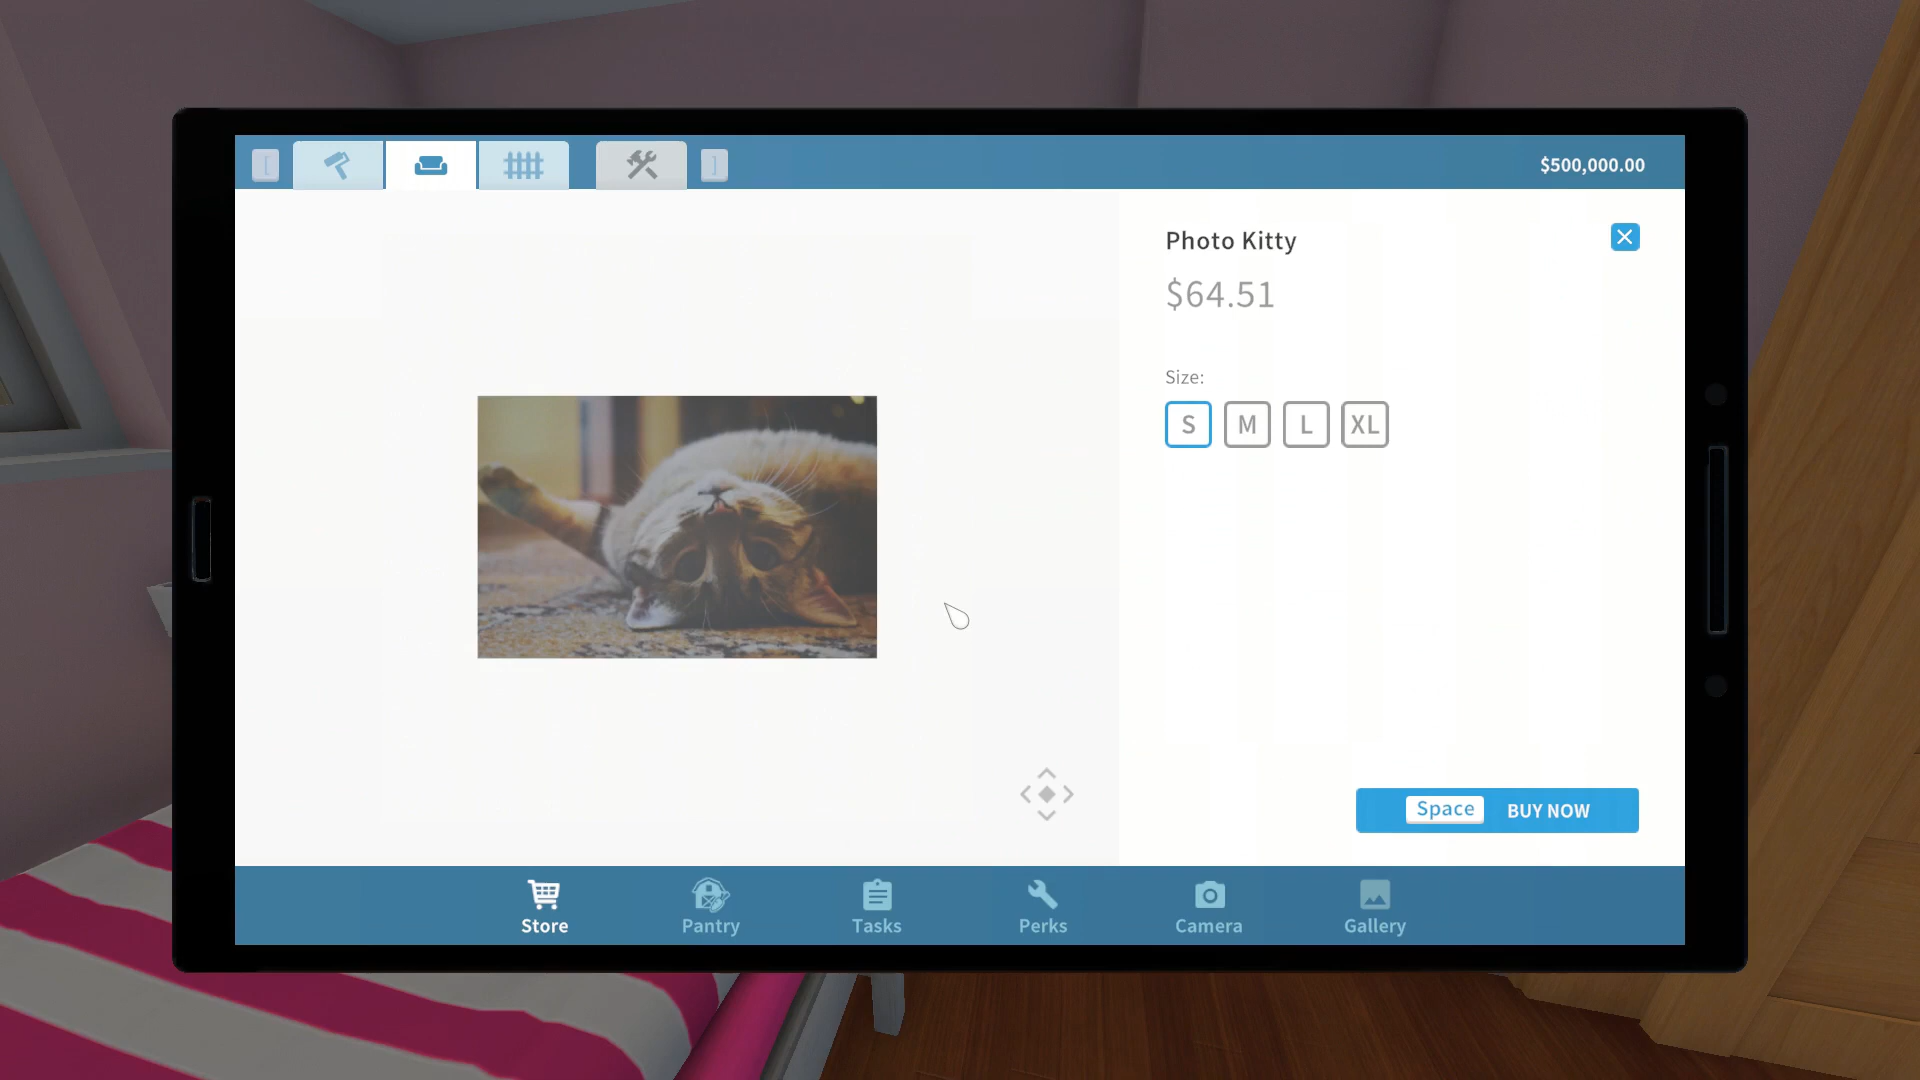 [
]
$500,000.00
Photo Kitty
$64.51
Size:
S M L XL
Space BUY NOW
Store Pantry Tasks Perks Camera Gallery